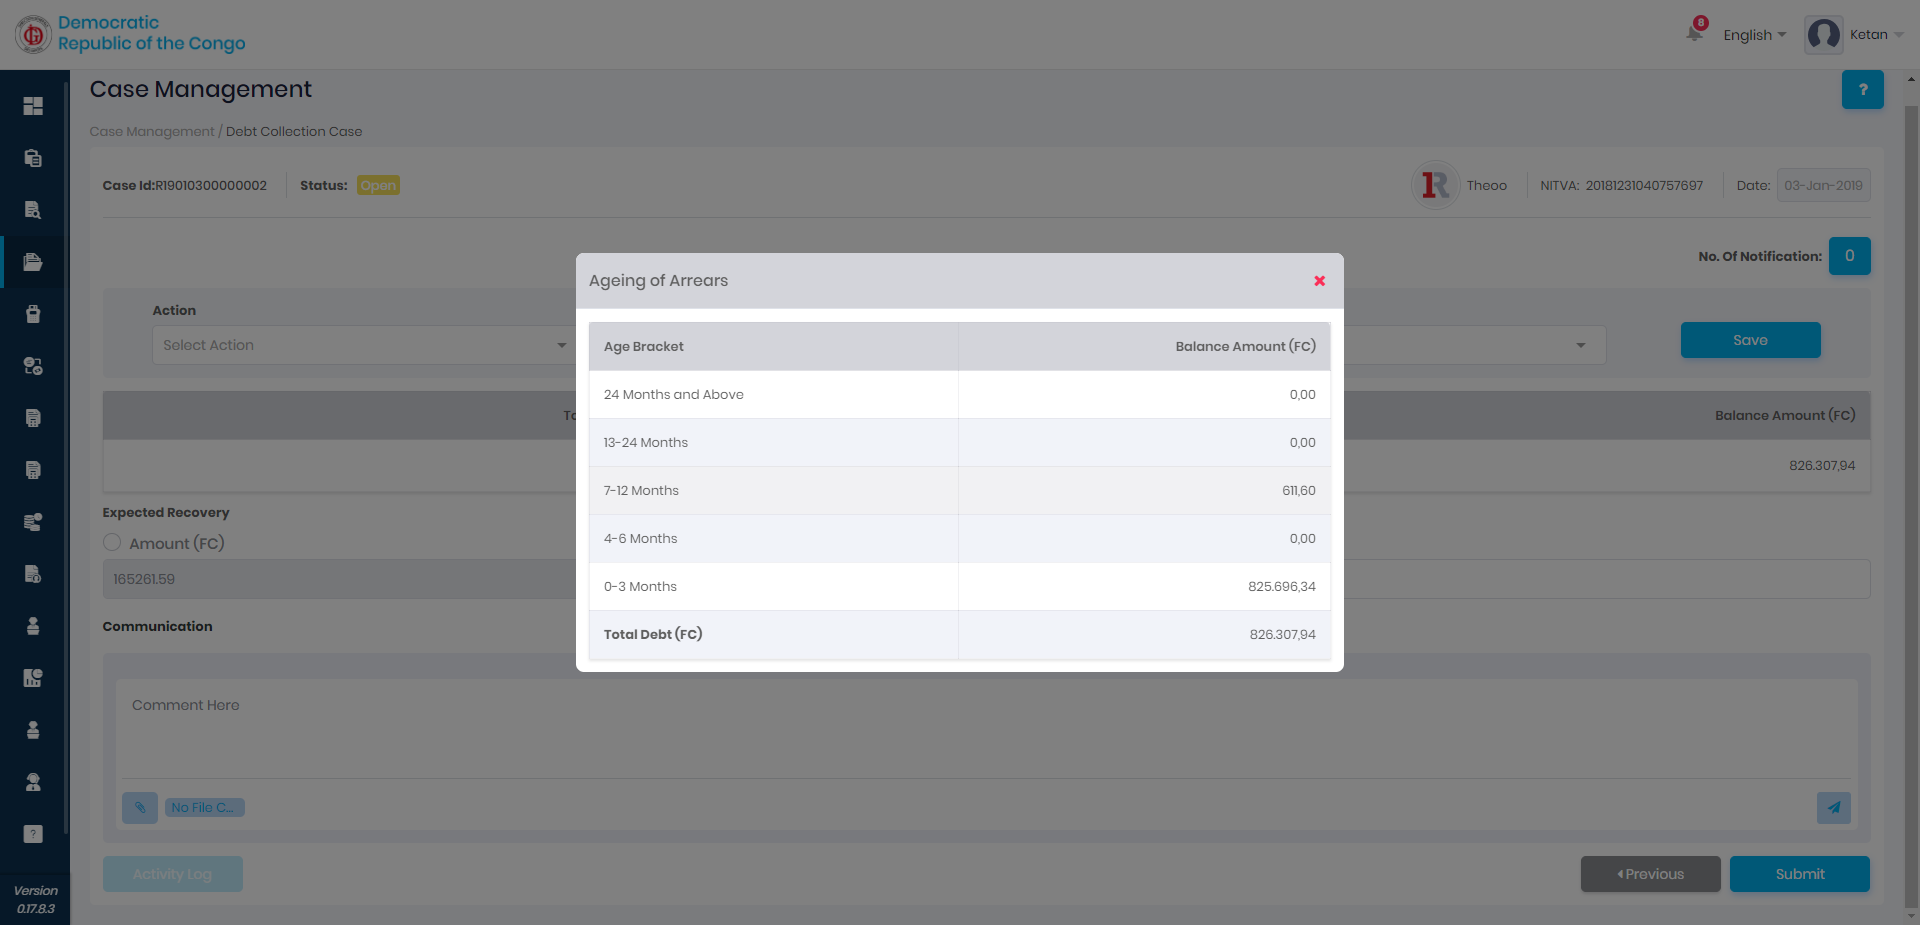 Democratic
Republic of the Congo
8
English
Ketan
Case Management
?
Case Management / Debt Collection Case
Case Id:R19010300000002
Status: Open
Theoo
NITVA: 20181231040757697
Date: 03-Jan-2019
No. Of Notification: 0
Action
Select Action
Save
Balance Amount (FC)
826.307,94
Expected Recovery
Amount (FC)
165261.59
Communication
Comment Here
No File C...
Activity Log
Previous
Submit
Version
0.17.8.3
Ageing of Arrears
Age Bracket Balance Amount (FC)
24 Months and Above 0,00
13-24 Months 0,00
7-12 Months 611,60
4-6 Months 0,00
0-3 Months 825.696,34
Total Debt (FC) 826.307,94